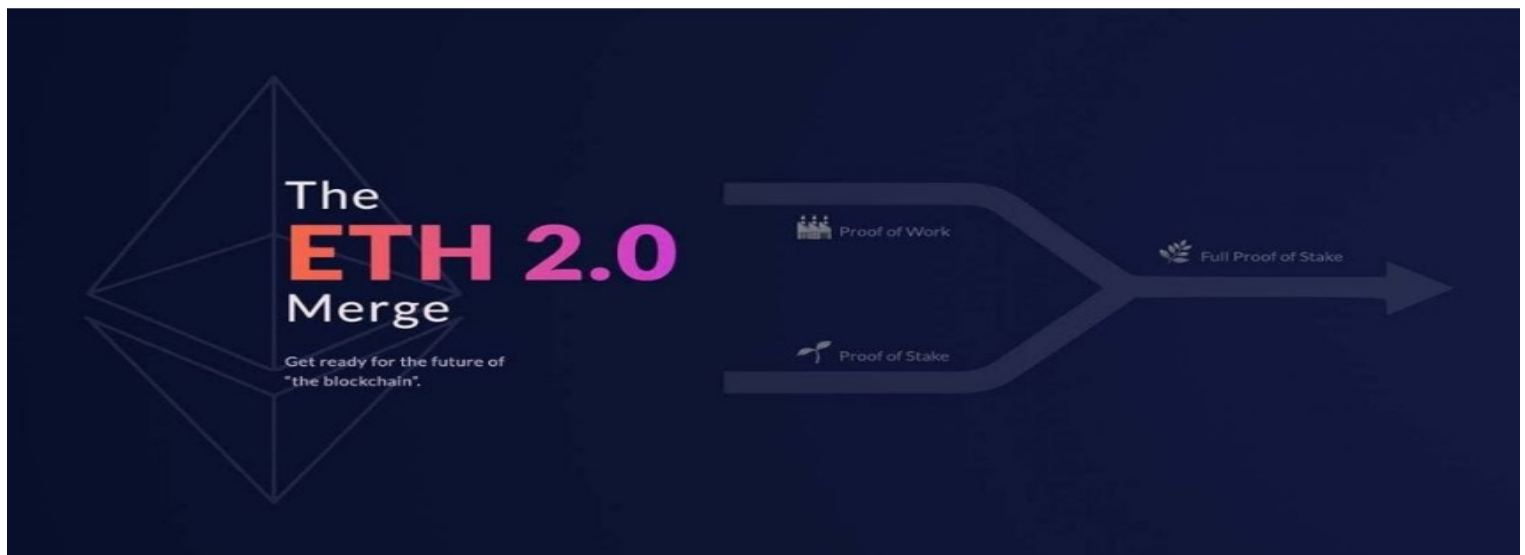 The
ETH 2.0
Merge
Get ready for the future of
"the blockchain".
Proof of Work
Proof of Stake
Full Proof of Stake